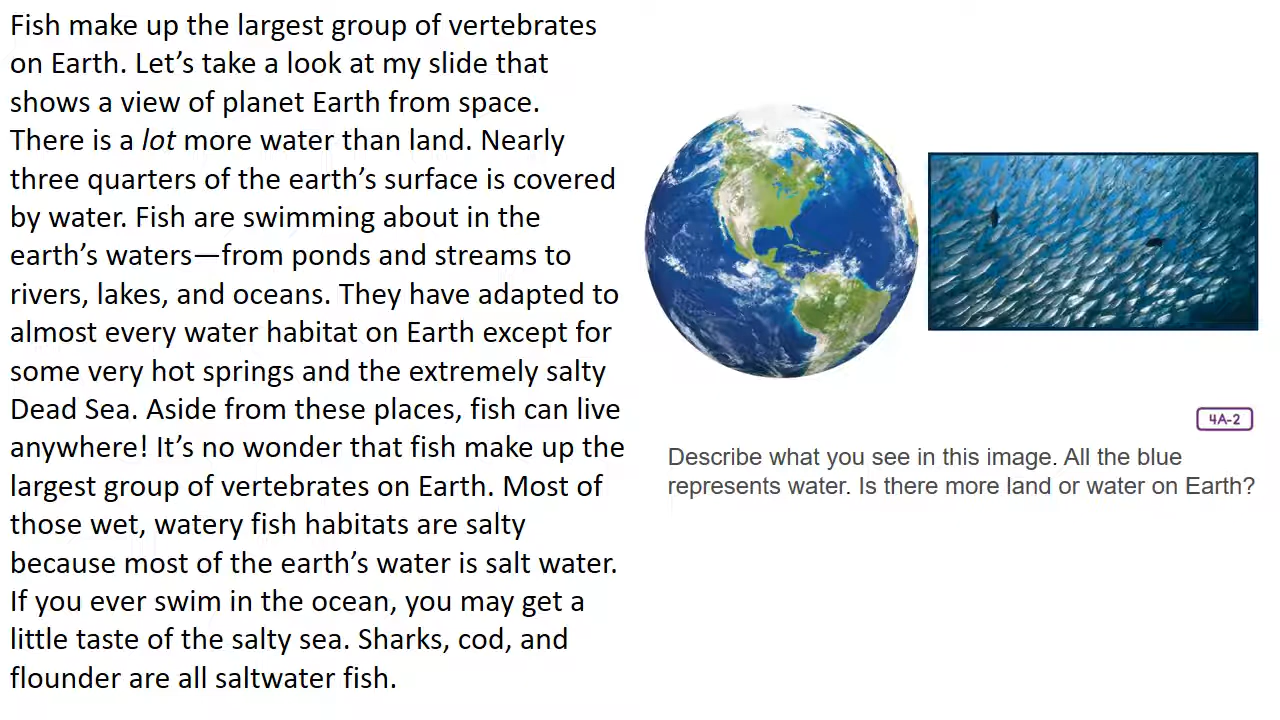 Fish make up the largest group of vertebrates
on Earth. Let’s take a look at my slide that
shows a view of planet Earth from space.
There is a lot more water than land. Nearly
three quarters of the earth’s surface is covered
by water. Fish are swimming about in the
earth’s waters—from ponds and streams to
rivers, lakes, and oceans. They have adapted to
almost every water habitat on Earth except for
some very hot springs and the extremely salty
Dead Sea. Aside from these places, fish can live
anywhere! It’s no wonder that fish make up the
largest group of vertebrates on Earth. Most of
those wet, watery fish habitats are salty
because most of the earth’s water is salt water.
If you ever swim in the ocean, you may get a
little taste of the salty sea. Sharks, cod, and
flounder are all saltwater fish.
4A-2
Describe what you see in this image. All the blue
represents water. Is there more land or water on Earth?